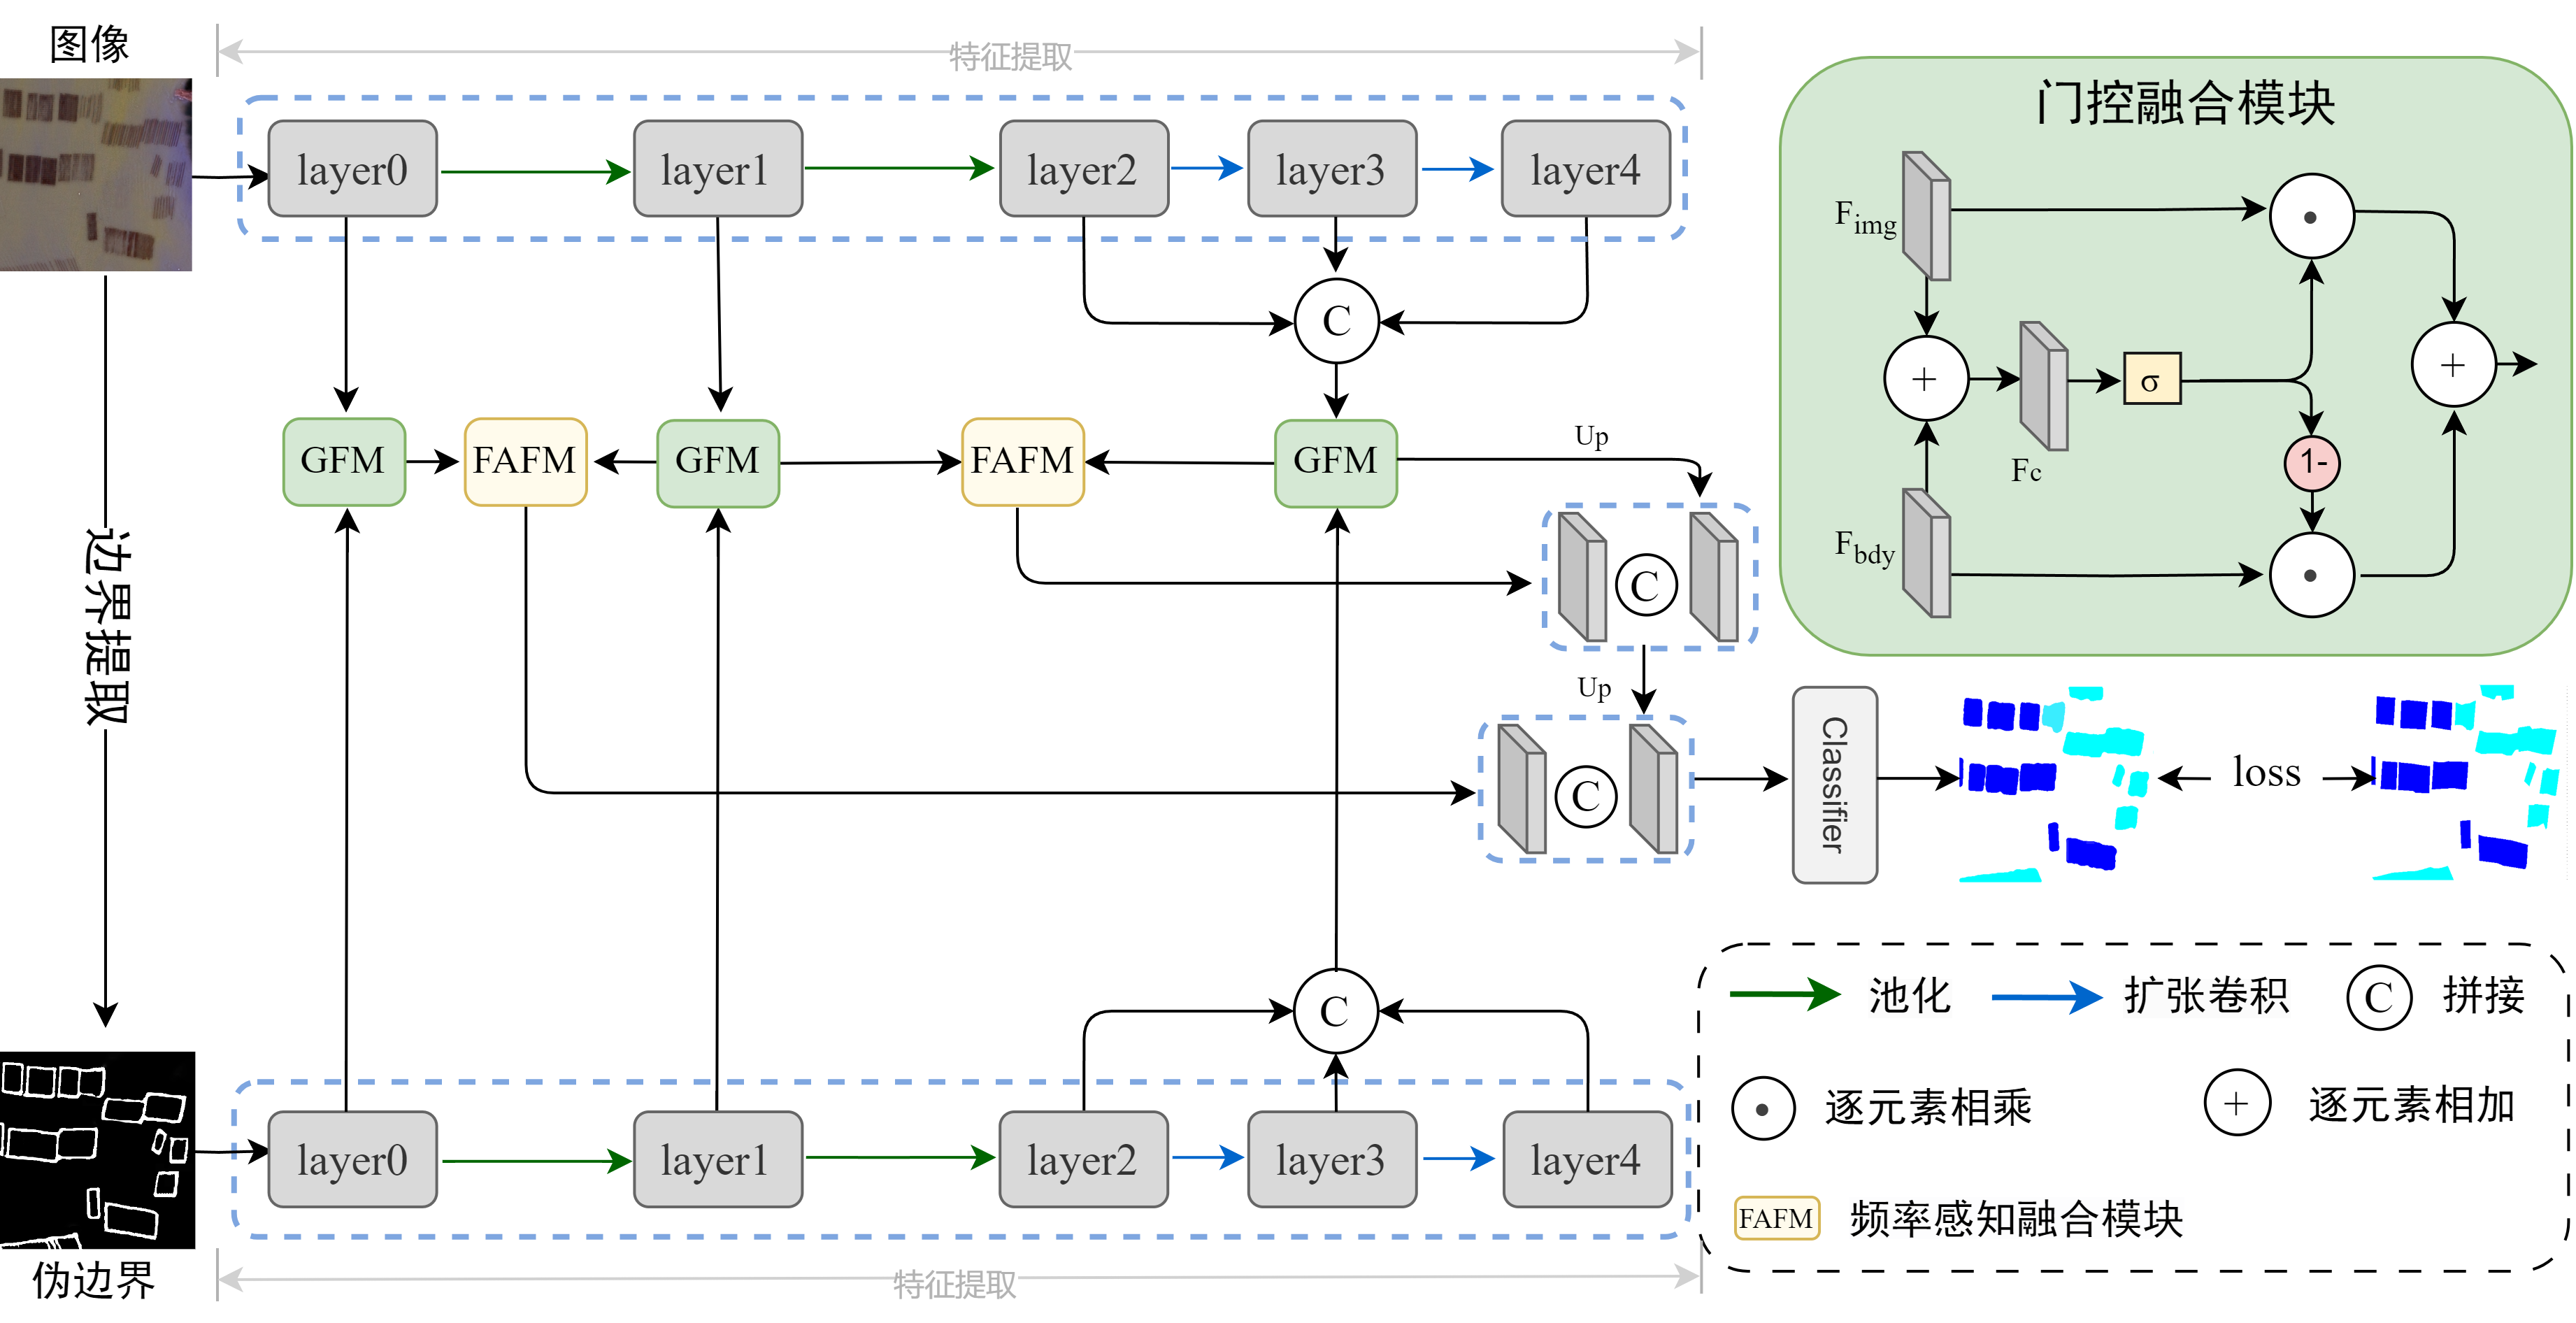 图像
特征提取
门控融合模块
layer0
layer1
layer2
layer3
layer4
Fimg
C
+
Fc
σ
1-
+
Fbdy
GFM
FAFM
GFM
FAFM
GFM
Up
C
边界提取
Up
C
Classifier
loss
C
layer0
layer1
layer2
layer3
layer4
伪边界
特征提取
池化
扩张卷积
C
拼接
逐元素相乘
+
逐元素相加
FAFM
频率感知融合模块